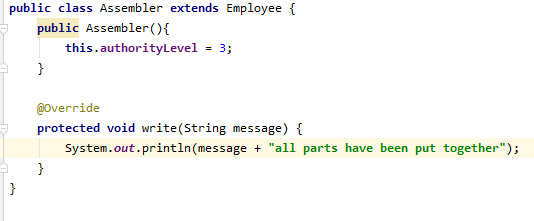 public class Assembler extends Employee {
public Assembler(){
this.authorityLevel = 3;
}
@Override
protected void write(String message) {
System.out.println(message + "all parts have been put together");
}
}